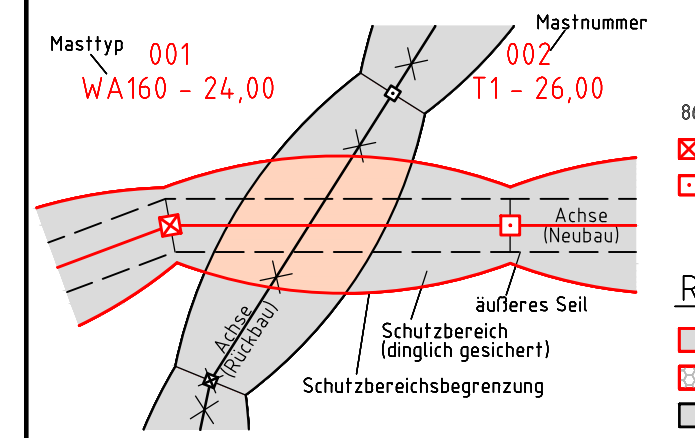 Masttyp
001
WA160 - 24,00
Mastnummer
002
T1 - 26,00
Achse
(Neubau)
äußeres Seil
Schutzbereich
(dinglich gesichert)
Schutzbereichsbegrenzung
Achse
(Rückbau)